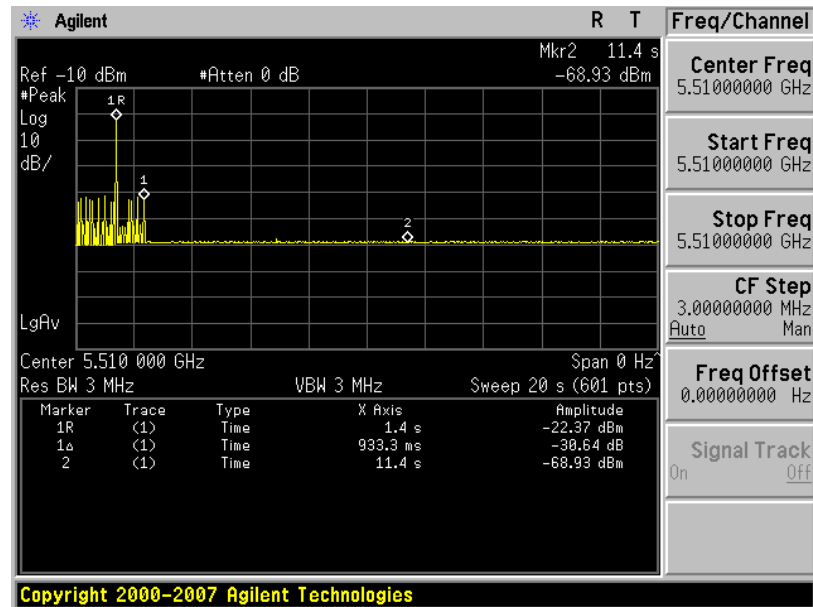 Agilent R T
Freq/Channel
Mkr2 11.4 s
Ref -10 dBm #Atten 0 dB -68.93 dBm
#Peak
Log
10
dB/
1R
1
2
LgAv
Center 5.510 000 GHz Span 0 Hz^
Res BW 3 MHz VBW 3 MHz Sweep 20 s (601 pts)
Marker Trace Type X Axis Amplitude
1R (1) Time 1.4 s -22.37 dBm
1Δ (1) Time 933.3 ms -30.64 dB
2 (1) Time 11.4 s -68.93 dBm
Center Freq
5.51000000 GHz
Start Freq
5.51000000 GHz
Stop Freq
5.51000000 GHz
CF Step
3.00000000 MHz
Auto Man
Freq Offset
0.00000000 Hz
Signal Track
On Off
Copyright 2000-2007 Agilent Technologies